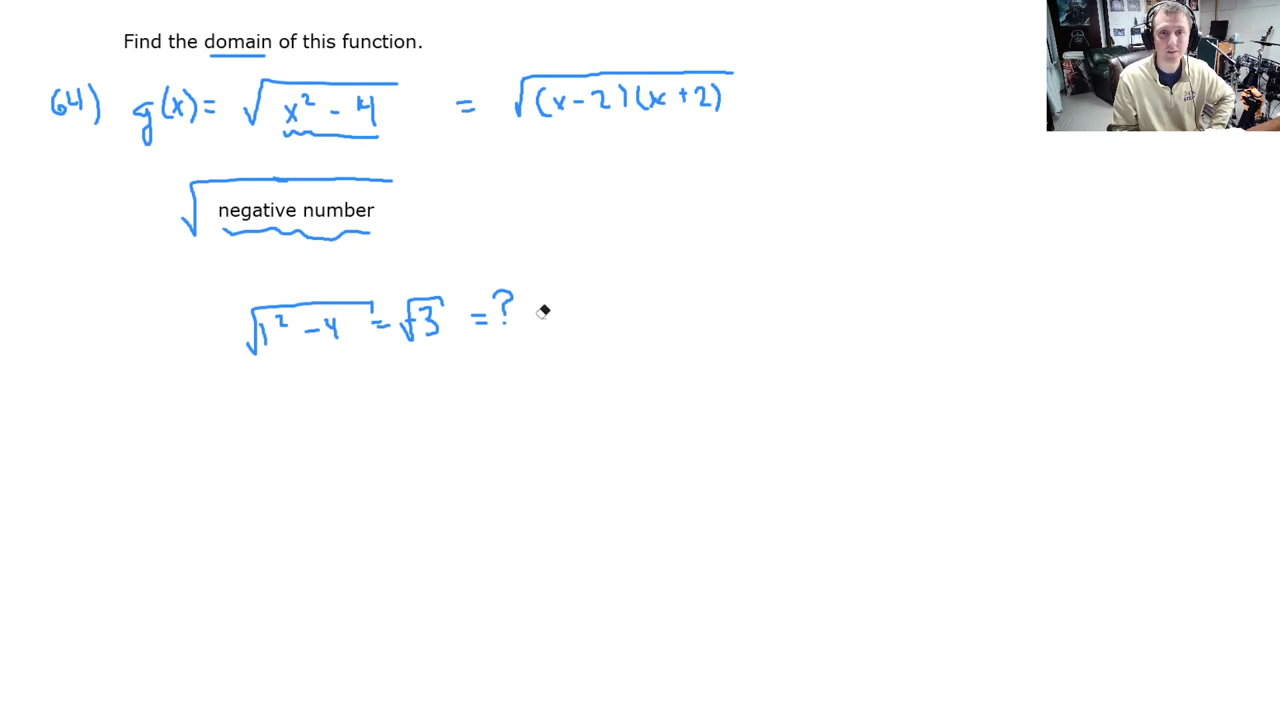 Find the domain of this function.
64) g(x) = √(x² - 4) = √((x - 2)(x + 2))
√(negative number)
√(1² - 4) = √-3 = ?